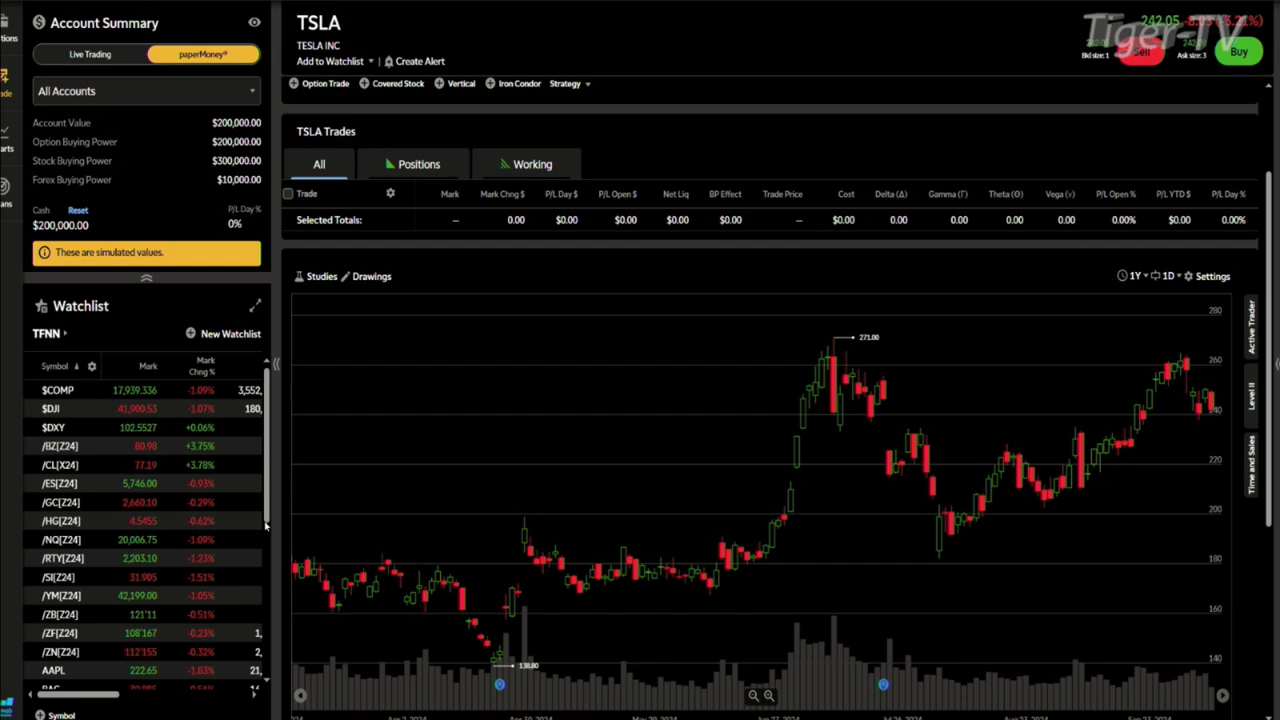 Account Summary
Live Trading
paperMoney®
All Accounts
Account Value $200,000.00
Option Buying Power $200,000.00
Stock Buying Power $300,000.00
Forex Buying Power $10,000.00
Cash Reset P/L Day %
$200,000.00 0%
These are simulated values.
Watchlist
TFNN
New Watchlist
Symbol Mark Mark Chng %
$COMP 17,939.336 -1.09% 3,552,
$DJI 41,900.53 -1.07% 180,
$DXY 102.5527 +0.06%
/BZ[Z24] 80.98 +3.75%
/CL[X24] 77.19 +3.78%
/ES[Z24] 5,746.00 -0.93%
/GC[Z24] 2,660.10 -0.29%
/HG[Z24] 4.5455 -0.62%
/NQ[Z24] 20,006.75 -1.09%
/RTY[Z24] 2,203.10 -1.23%
/SI[Z24] 31.905 -1.51%
/YM[Z24] 42,199.00 -1.05%
/ZB[Z24] 121'11 -0.51%
/ZF[Z24] 108'167 -0.23% 1,
/ZN[Z24] 112'155 -0.32% 2,
AAPL 222.65 -1.83% 21,
Symbol
TSLA
TESLA INC
Add to Watchlist
Create Alert
242.05
Tiger-TV
Bid size: 1
Sell
Ask size: 3
Buy
Option Trade
Covered Stock
Vertical
Iron Condor
Strategy
TSLA Trades
All
Positions
Working
Trade Mark Mark Chng $ P/L Day $ P/L Open $ Net Liq BP Effect Trade Price Cost Delta (Δ) Gamma (Γ) Theta (Θ) Vega (ν) P/L Open % P/L YTD $ P/L Day %
Selected Totals: -- 0.00 $0.00 $0.00 $0.00 $0.00 -- $0.00 0.00 0.00 0.00 0.00 0.00% $0.00 0.00%
Studies
Drawings
1Y
1D
Settings
280
271.00
260
240
220
200
180
160
138.80
140
Active Trader
Level II
Time and Sales